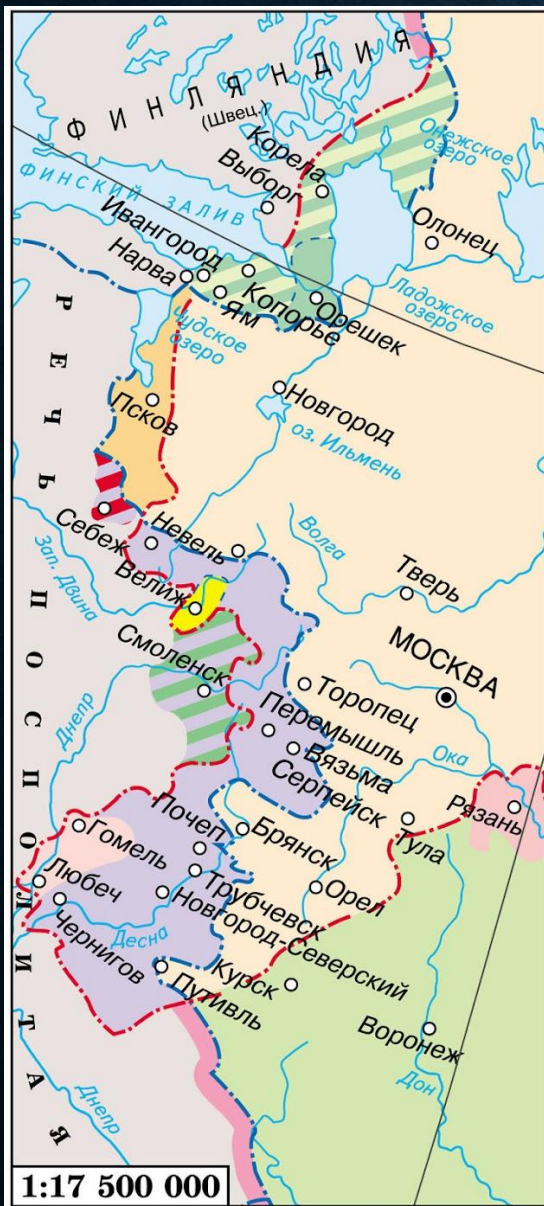 ФИНЛЯНДИЯ
(Швец.)
Онежское
озеро
Корела
Выборг
ФИНСКИЙ ЗАЛИВ
Олонец
Ивангород
Нарва
Ям
Копорье
Орешек
Ладожское
озеро
Чудское
озеро
РЕЧЬ ПОСПОЛИТАЯ
Псков
Новгород
оз. Ильмень
Себеж
Невель
Волга
Зап. Двина
Велиж
Тверь
Смоленск
МОСКВА
Торопец
Днепр
Перемышль
Ока
Вязьма
Серпейск
Рязань
Почеп
Гомель
Брянск
Тула
Любеч
Трубчевск
Орел
Новгород-Северский
Десна
Чернигов
Курск
Путивль
Воронеж
Дон
Днепр
1:17 500 000